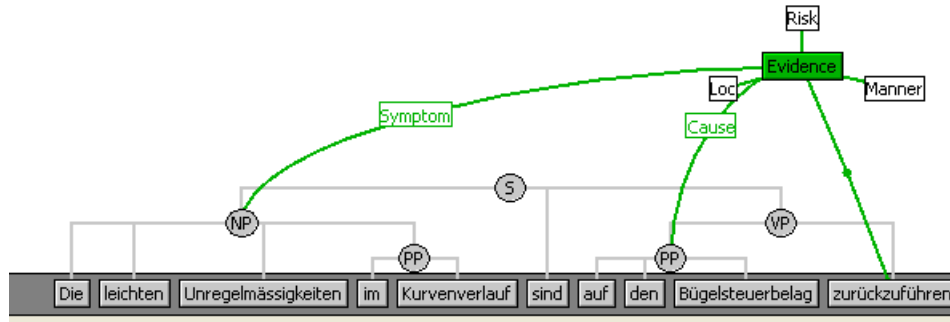 Risk
Evidence
Loc Manner
Symptom
Cause
S
NP VP
PP PP
Die leichten Unregelmässigkeiten im Kurvenverlauf sind auf den Bügelsteuerbelag zurückzuführen